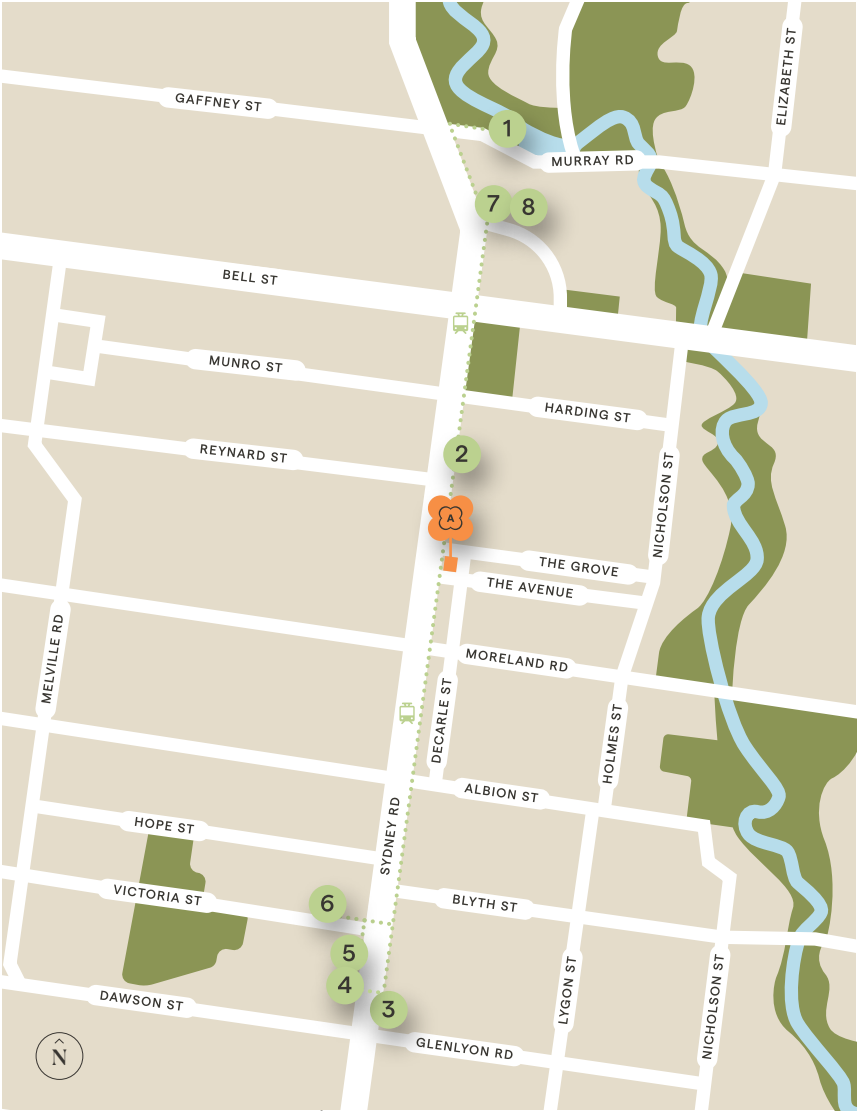 ELIZABETH ST
GAFFNEY ST
1
MURRAY RD
7
8
BELL ST
MUNRO ST
HARDING ST
REYNARD ST
2
NICHOLSON ST
A
THE GROVE
THE AVENUE
MELVILLE RD
MORELAND RD
DECARLE ST
HOLMES ST
ALBION ST
SYDNEY RD
HOPE ST
VICTORIA ST
6
BLYTH ST
5
4
3
LYGON ST
NICHOLSON ST
DAWSON ST
GLENLYON RD
N